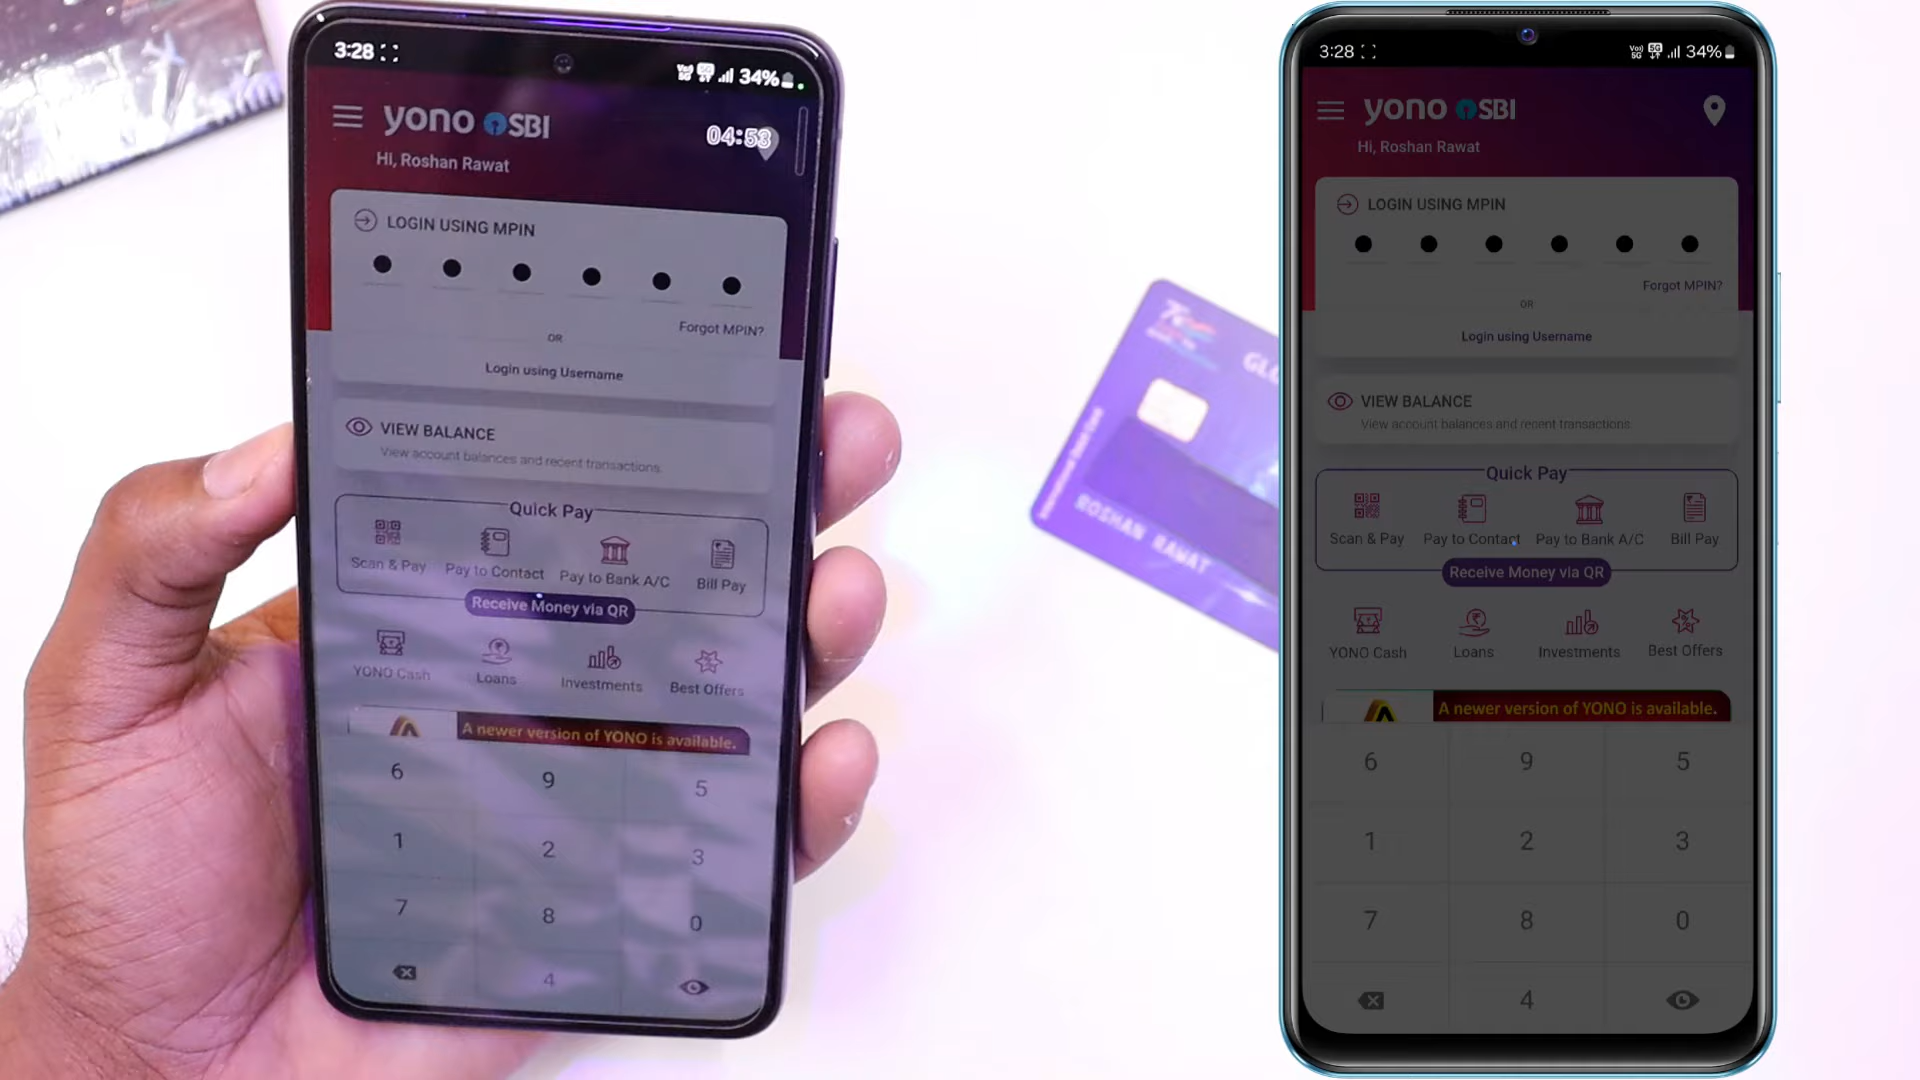 3:28
34%
yono SBI
04:53
Hi, Roshan Rawat
LOGIN USING MPIN
Forgot MPIN?
OR
Login using Username
VIEW BALANCE
View account balances and recent transactions.
Quick Pay
Scan & Pay
Pay to Contact
Pay to Bank A/C
Bill Pay
Receive Money via QR
YONO Cash
Loans
Investments
Best Offers
A newer version of YONO is available.
6 9 5
1 2 3
7 8 0
4
ROSHAN RAWAT
3:28
34%
yono SBI
Hi, Roshan Rawat
LOGIN USING MPIN
Forgot MPIN?
OR
Login using Username
VIEW BALANCE
View account balances and recent transactions
Quick Pay
Scan & Pay
Pay to Contact
Pay to Bank A/C
Bill Pay
Receive Money via QR
YONO Cash
Loans
Investments
Best Offers
A newer version of YONO is available.
6 9 5
1 2 3
7 8 0
4